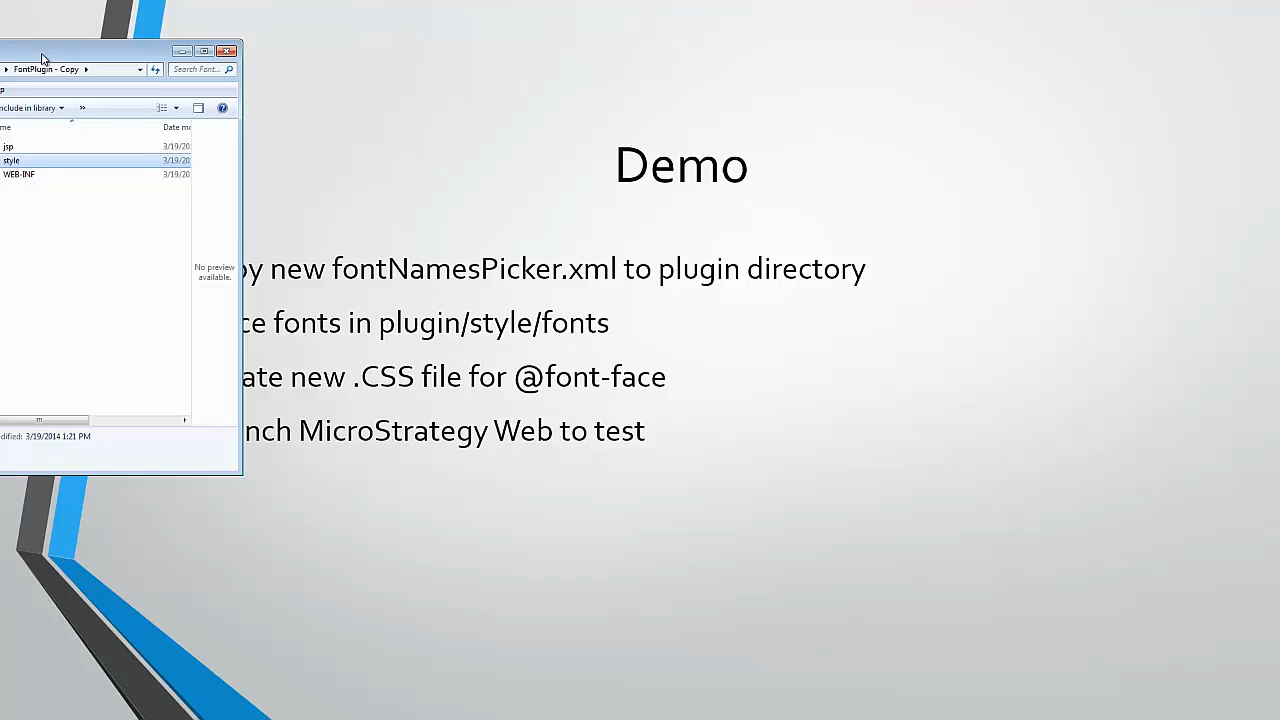 FontPlugin - Copy
Search Font...
P
nclude in library
»
me
Date mo
jsp
3/19/20
style
3/19/20
WEB-INF
3/19/20
No preview
available.
dified: 3/19/2014 1:21 PM
Demo
py new fontNamesPicker.xml to plugin directory
ce fonts in plugin/style/fonts
ate new .CSS file for @font-face
nch MicroStrategy Web to test